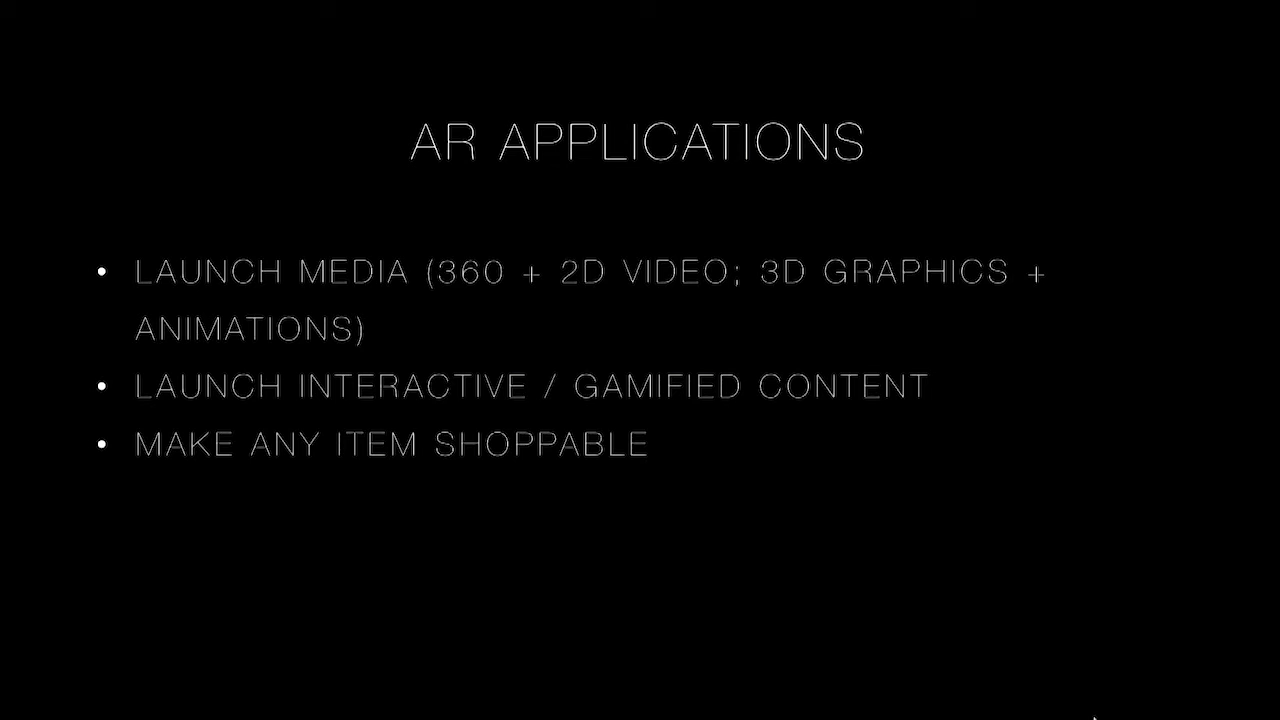 AR APPLICATIONS
• LAUNCH MEDIA (360 + 2D VIDEO; 3D GRAPHICS +
ANIMATIONS)
• LAUNCH INTERACTIVE / GAMIFIED CONTENT
• MAKE ANY ITEM SHOPPABLE